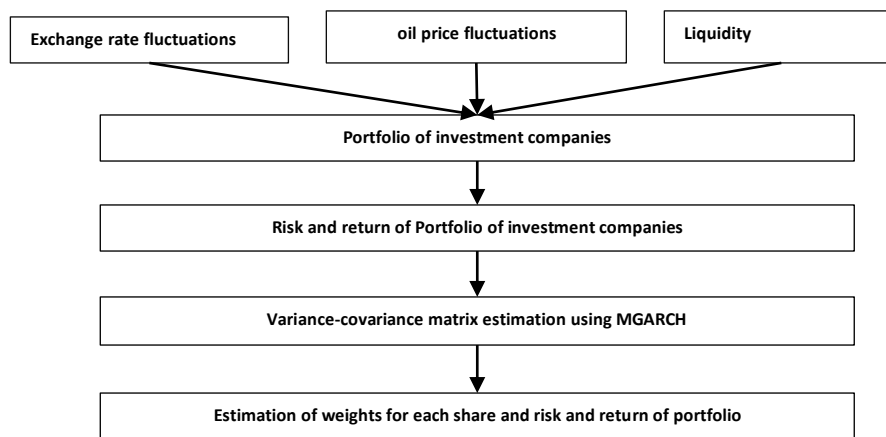 Exchange rate fluctuations
oil price fluctuations
Liquidity
Portfolio of investment companies
Risk and return of Portfolio of investment companies
Variance-covariance matrix estimation using MGARCH
Estimation of weights for each share and risk and return of portfolio